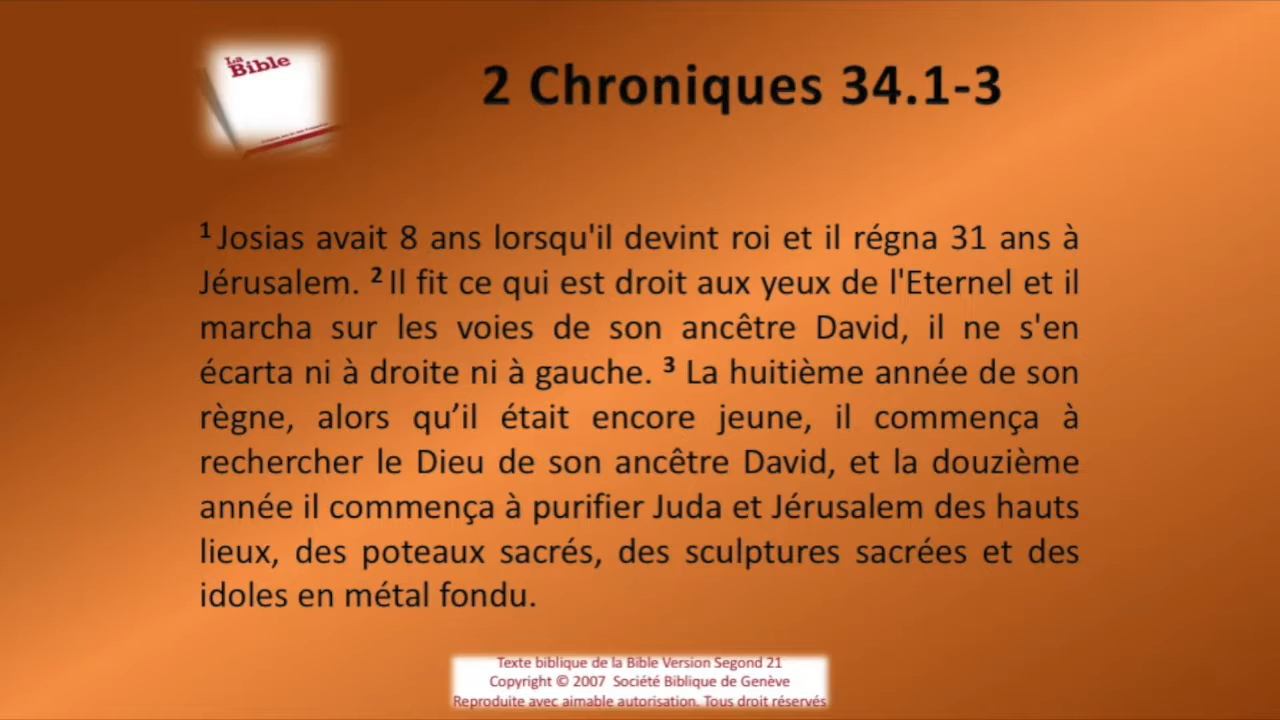 La
Bible
2 Chroniques 34.1-3
1 Josias avait 8 ans lorsqu'il devint roi et il régna 31 ans à
Jérusalem. 2 Il fit ce qui est droit aux yeux de l'Eternel et il
marcha sur les voies de son ancêtre David, il ne s'en
écarta ni à droite ni à gauche. 3 La huitième année de son
règne, alors qu’il était encore jeune, il commença à
rechercher le Dieu de son ancêtre David, et la douzième
année il commença à purifier Juda et Jérusalem des hauts
lieux, des poteaux sacrés, des sculptures sacrées et des
idoles en métal fondu.
Texte biblique de la Bible Version Segond 21
Copyright © 2007 Société Biblique de Genève
Reproduite avec aimable autorisation. Tous droit réservés